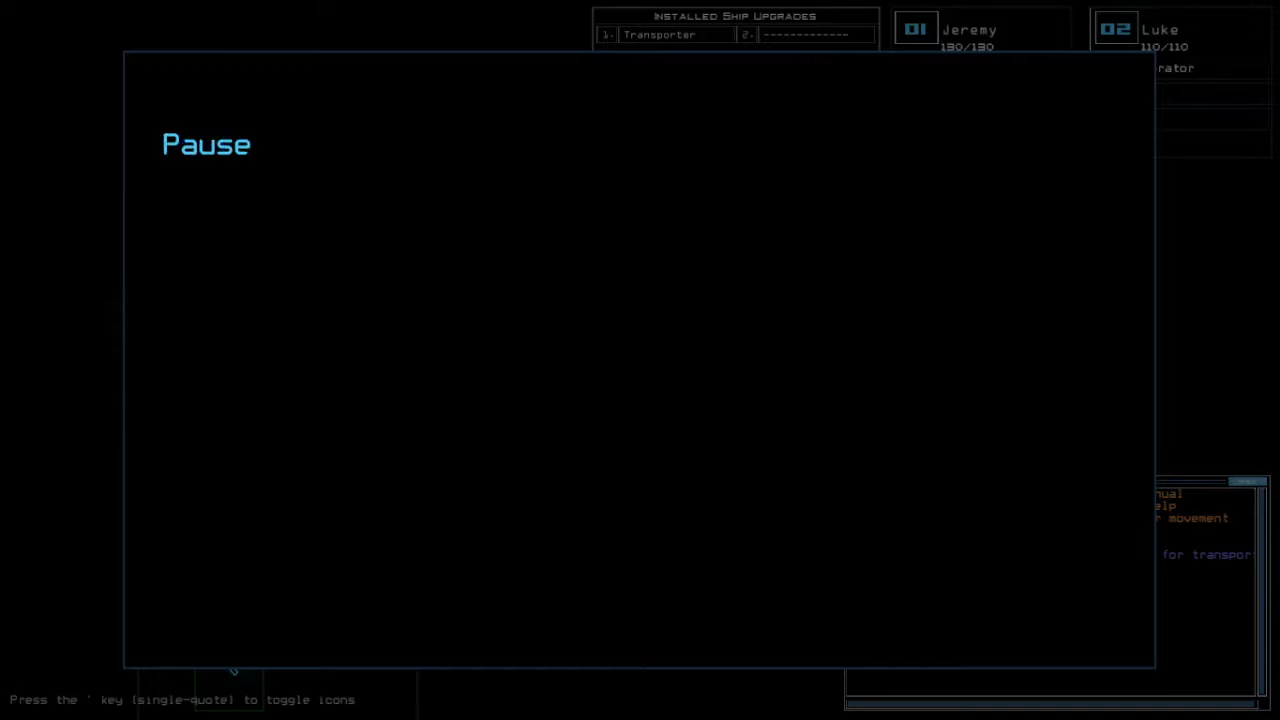 Installed Ship Upgrades
1. Transporter 2. -------------
01 Jeremy
130/130
02 Luke
110/110
rator
Pause
nual
elp
r movement
for transpor
Press the ' key (single-quote) to toggle icons